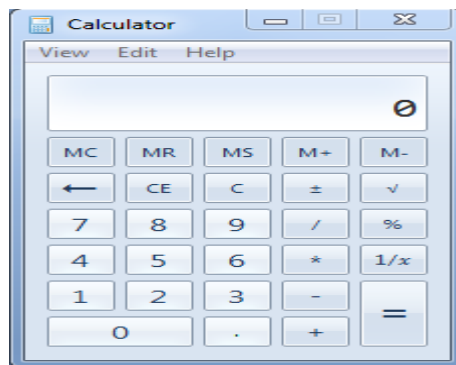 Calculator
View Edit Help
0
MC MR MS M+ M-
← CE C ± √
7 8 9 / %
4 5 6 * 1/x
1 2 3 - =
0 . +